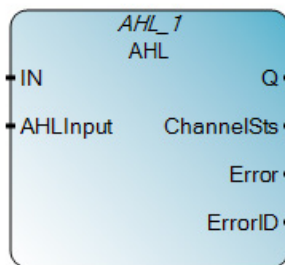 AHL_1
AHL
IN Q
AHLInput ChannelSts
Error
ErrorID